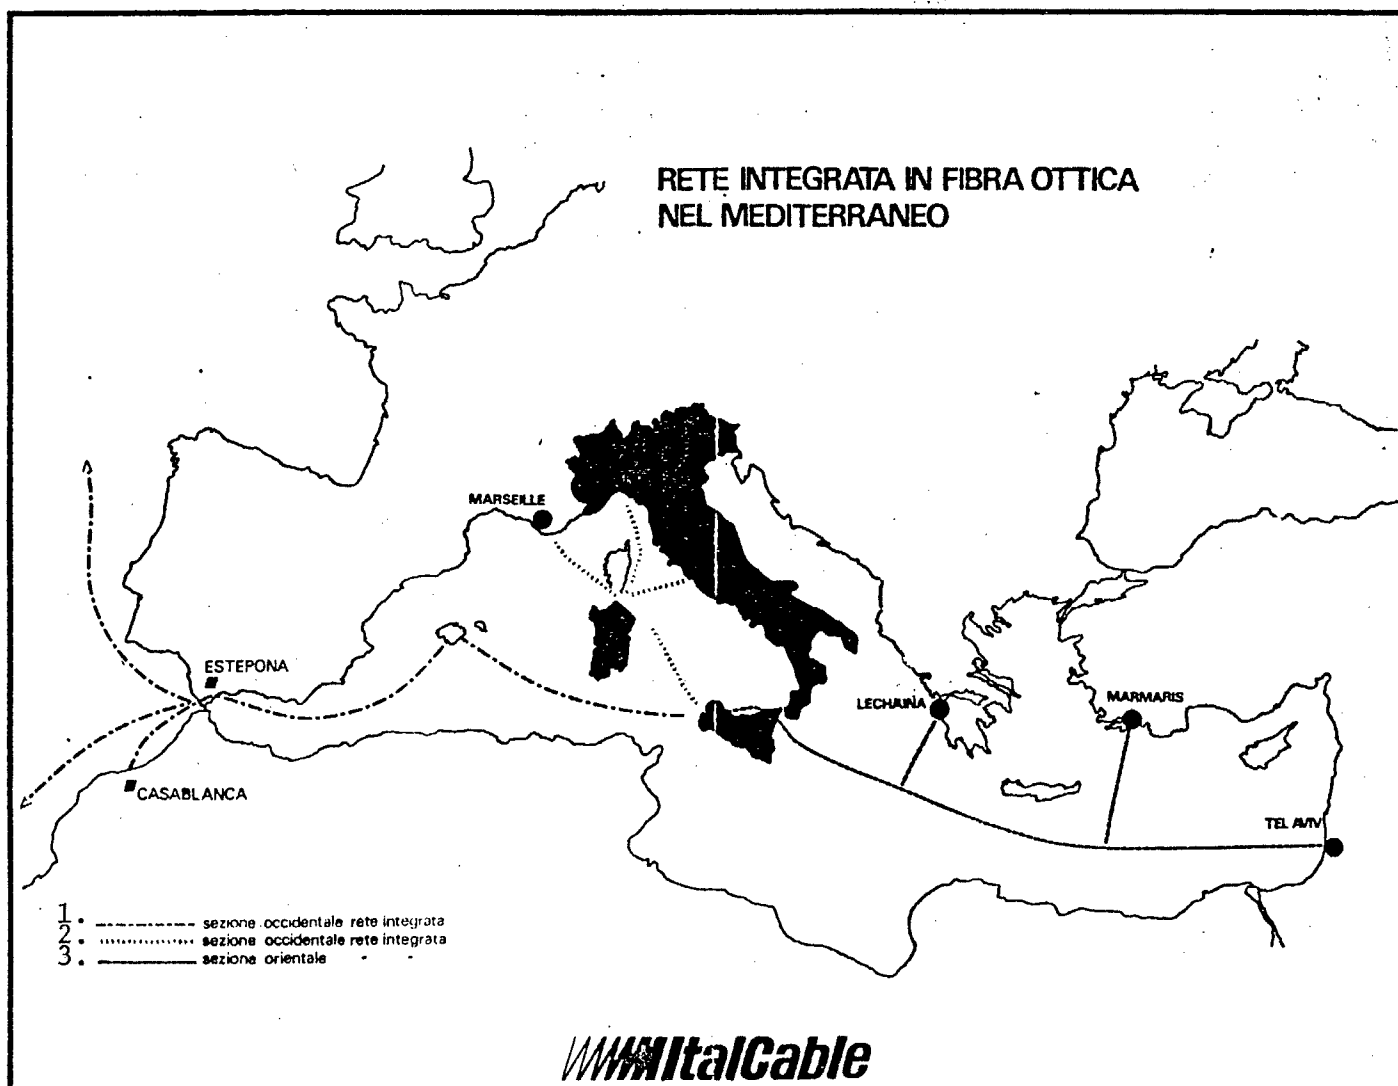 RETE INTEGRATA IN FIBRA OTTICA
NEL MEDITERRANEO
MARSEILLE
ESTEPONA
LECHAINA
MARMARIS
CASABLANCA
TEL AVIV
1. sezione occidentale rete integrata
2. sezione occidentale rete integrata
3. sezione orientale " "
ItalCable